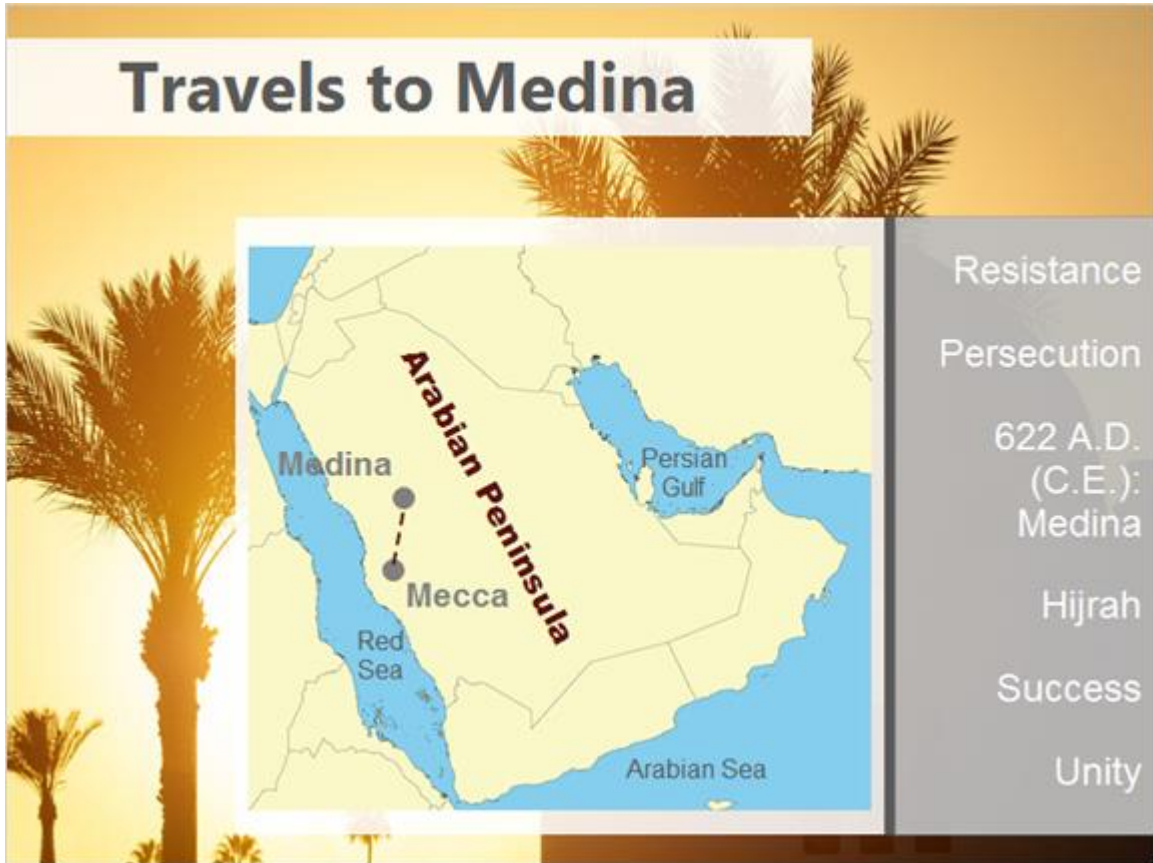 Travels to Medina
Arabian Peninsula
Medina
Mecca
Red
Sea
Persian
Gulf
Arabian Sea
Resistance
Persecution
622 A.D.
(C.E.):
Medina
Hijrah
Success
Unity